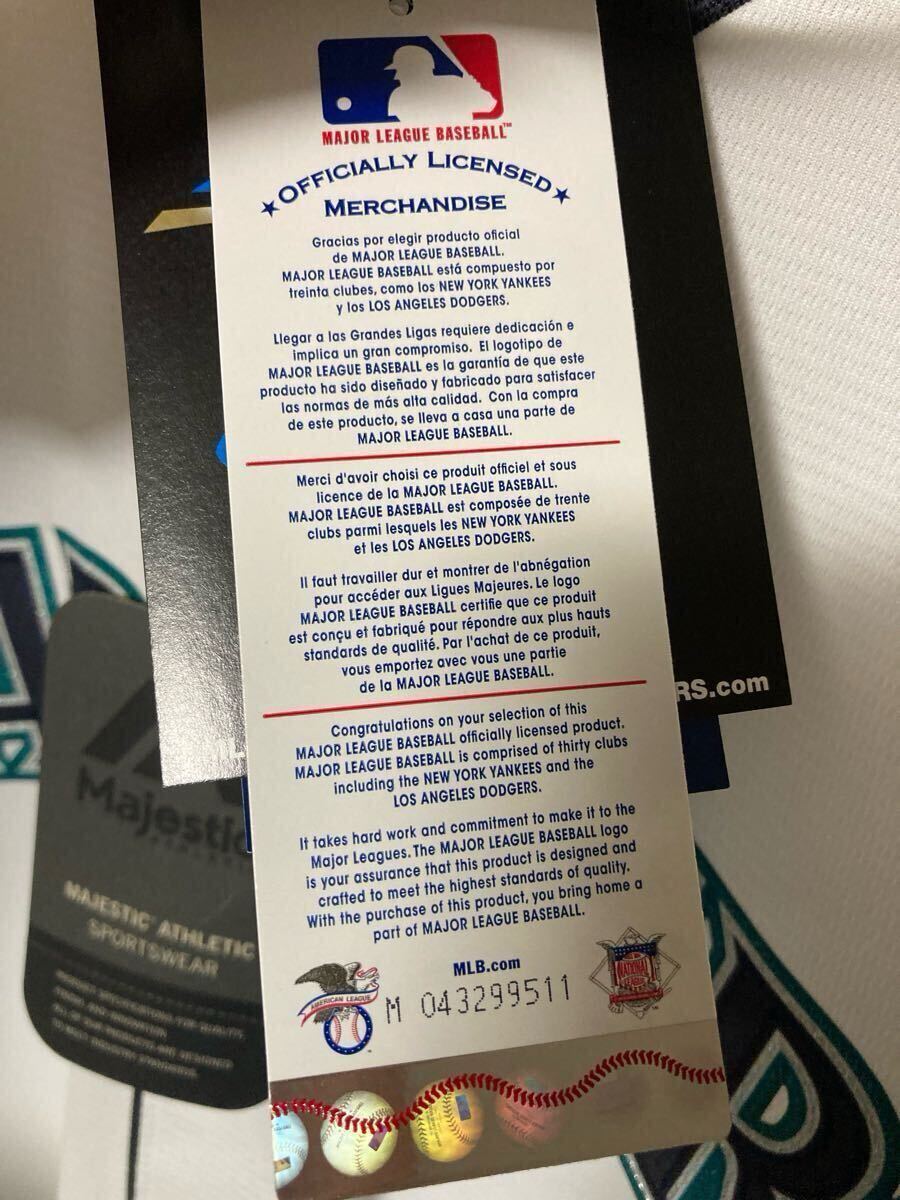 MAJOR LEAGUE BASEBALL™
★OFFICIALLY LICENSED★
MERCHANDISE
Gracias por elegir producto oficial
de MAJOR LEAGUE BASEBALL.
MAJOR LEAGUE BASEBALL está compuesto por
treinta clubes, como los NEW YORK YANKEES
y los LOS ANGELES DODGERS.
Llegar a las Grandes Ligas requiere dedicación e
implica un gran compromiso. El logotipo de
MAJOR LEAGUE BASEBALL es la garantía de que este
producto ha sido diseñado y fabricado para satisfacer
las normas de más alta calidad. Con la compra
de este producto, se lleva a casa una parte de
MAJOR LEAGUE BASEBALL.
Merci d'avoir choisi ce produit officiel et sous
licence de la MAJOR LEAGUE BASEBALL.
MAJOR LEAGUE BASEBALL est composée de trente
clubs parmi lesquels les NEW YORK YANKEES
et les LOS ANGELES DODGERS.
Il faut travailler dur et montrer de l'abnégation
pour accéder aux Ligues Majeures. Le logo
MAJOR LEAGUE BASEBALL certifie que ce produit
est conçu et fabriqué pour répondre aux plus hauts
standards de qualité. Par l'achat de ce produit,
vous emportez avec vous une partie
de la MAJOR LEAGUE BASEBALL.
Congratulations on your selection of this
MAJOR LEAGUE BASEBALL officially licensed product.
MAJOR LEAGUE BASEBALL is comprised of thirty clubs
including the NEW YORK YANKEES and the
LOS ANGELES DODGERS.
It takes hard work and commitment to make it to the
Major Leagues. The MAJOR LEAGUE BASEBALL logo
is your assurance that this product is designed and
crafted to meet the highest standards of quality.
With the purchase of this product, you bring home a
part of MAJOR LEAGUE BASEBALL.
MLB.com
AMERICAN LEAGUE
M 043299511
NATIONAL
LEAGUE
RS.com
Majestic
MAJESTIC ATHLETIC
SPORTSWEAR